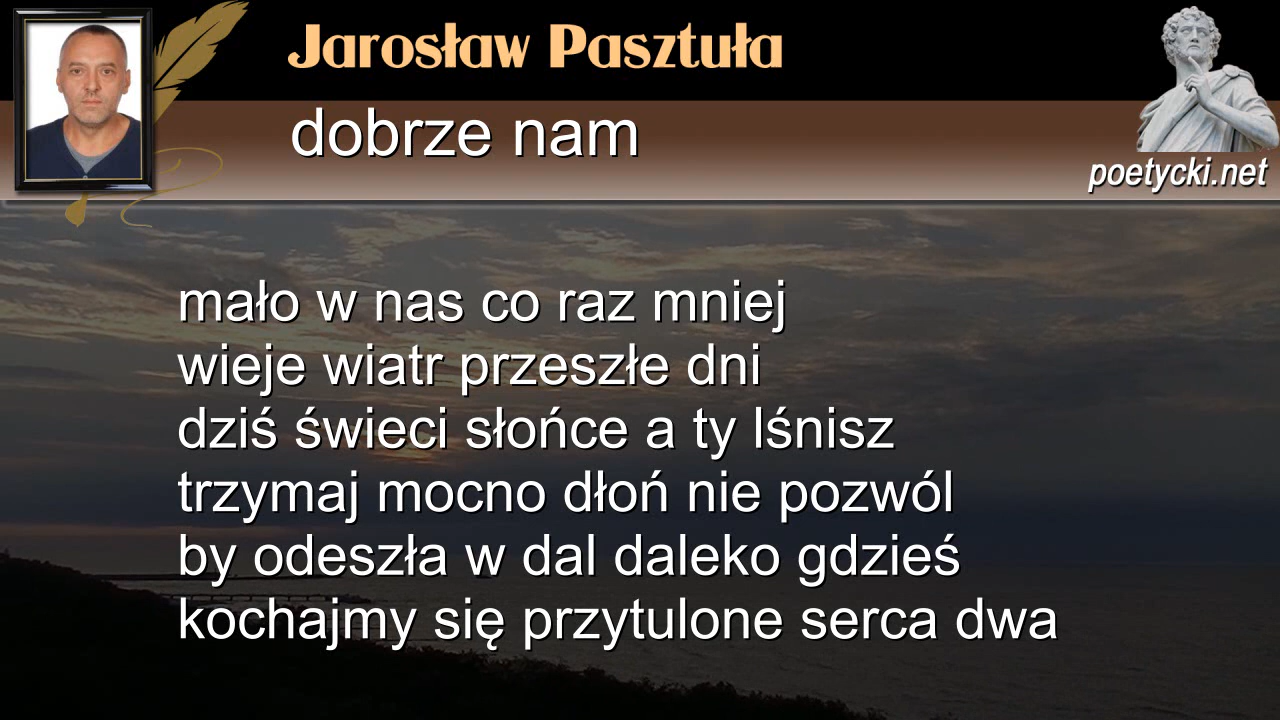 Jarosław Pasztuła
dobrze nam
poetycki.net
mało w nas co raz mniej
wieje wiatr przeszłe dni
dziś świeci słońce a ty lśnisz
trzymaj mocno dłoń nie pozwól
by odeszła w dal daleko gdzieś
kochajmy się przytulone serca dwa